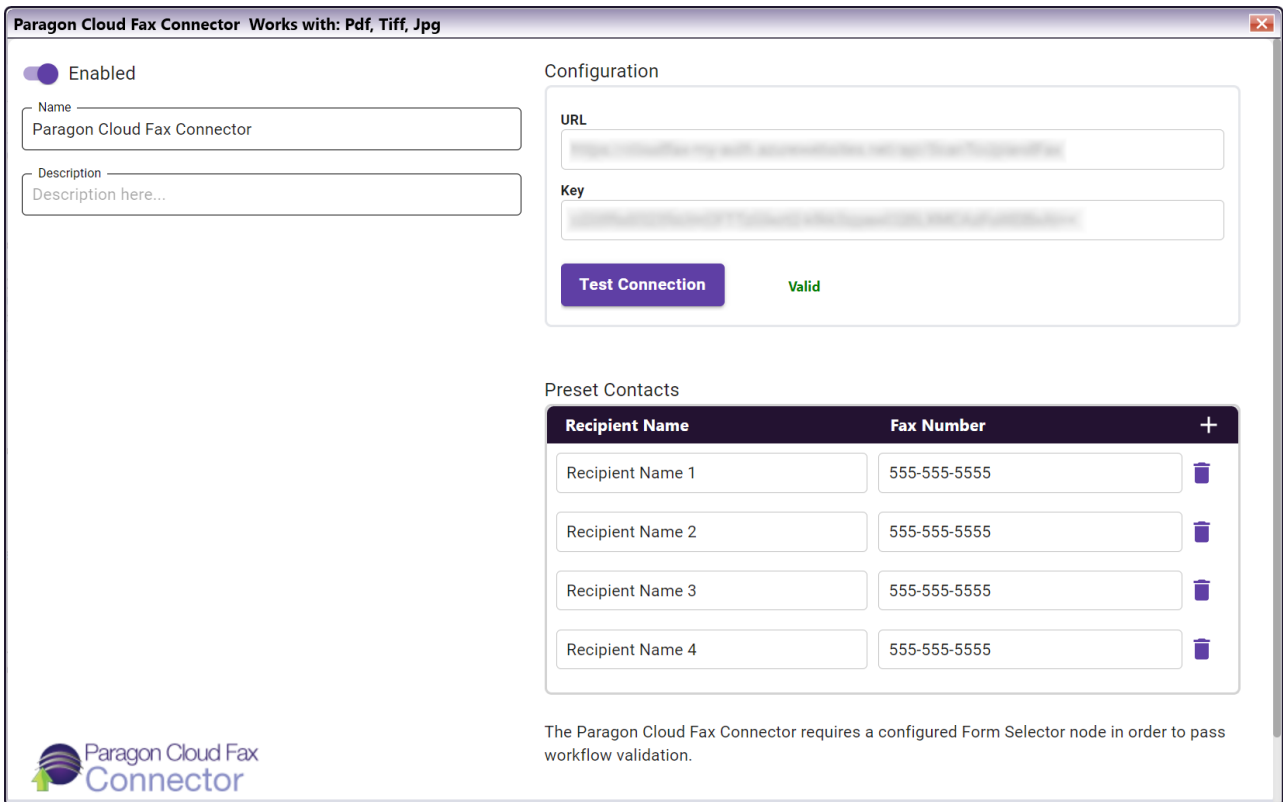 Paragon Cloud Fax Connector Works with: Pdf, Tiff, Jpg
Enabled
Name
Paragon Cloud Fax Connector
Description
Description here...
Configuration
URL
Key
Test Connection
Valid
Preset Contacts
Recipient Name Fax Number
Recipient Name 1 555-555-5555
Recipient Name 2 555-555-5555
Recipient Name 3 555-555-5555
Recipient Name 4 555-555-5555
The Paragon Cloud Fax Connector requires a configured Form Selector node in order to pass
workflow validation.
Paragon Cloud Fax
Connector